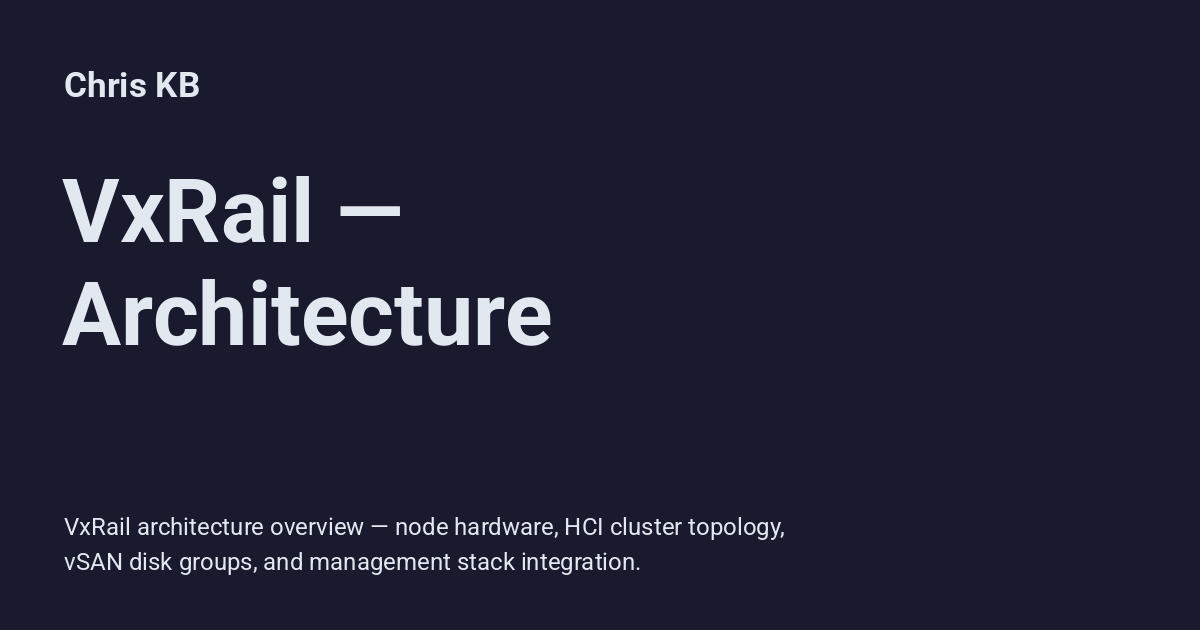 Chris KB
VxRail —
Architecture
VxRail architecture overview — node hardware, HCI cluster topology,
vSAN disk groups, and management stack integration.